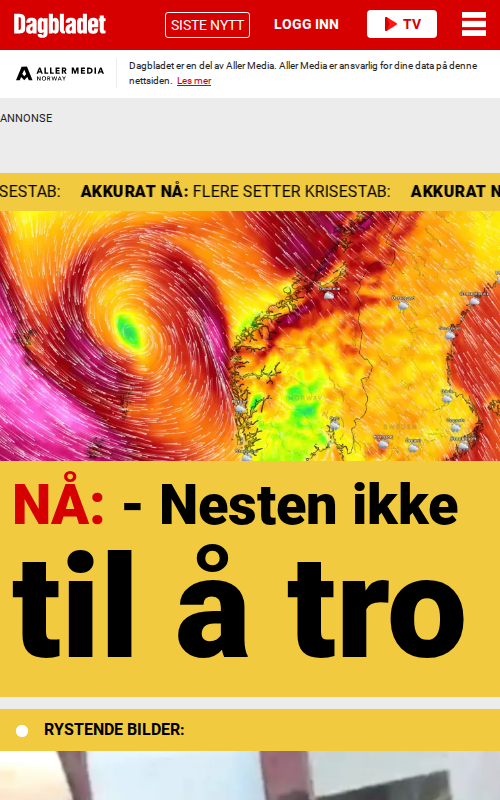 Dagbladet
SISTE NYTT
LOGG INN
TV
ALLER MEDIA
NORWAY
Dagbladet er en del av Aller Media. Aller Media er ansvarlig for dine data på denne
nettsiden. Les mer
ANNONSE
SESTAB: AKKURAT NÅ: FLERE SETTER KRISESTAB: AKKURAT N
NORWAY
SWEDEN
NÅ: - Nesten ikke
til å tro
RYSTENDE BILDER: